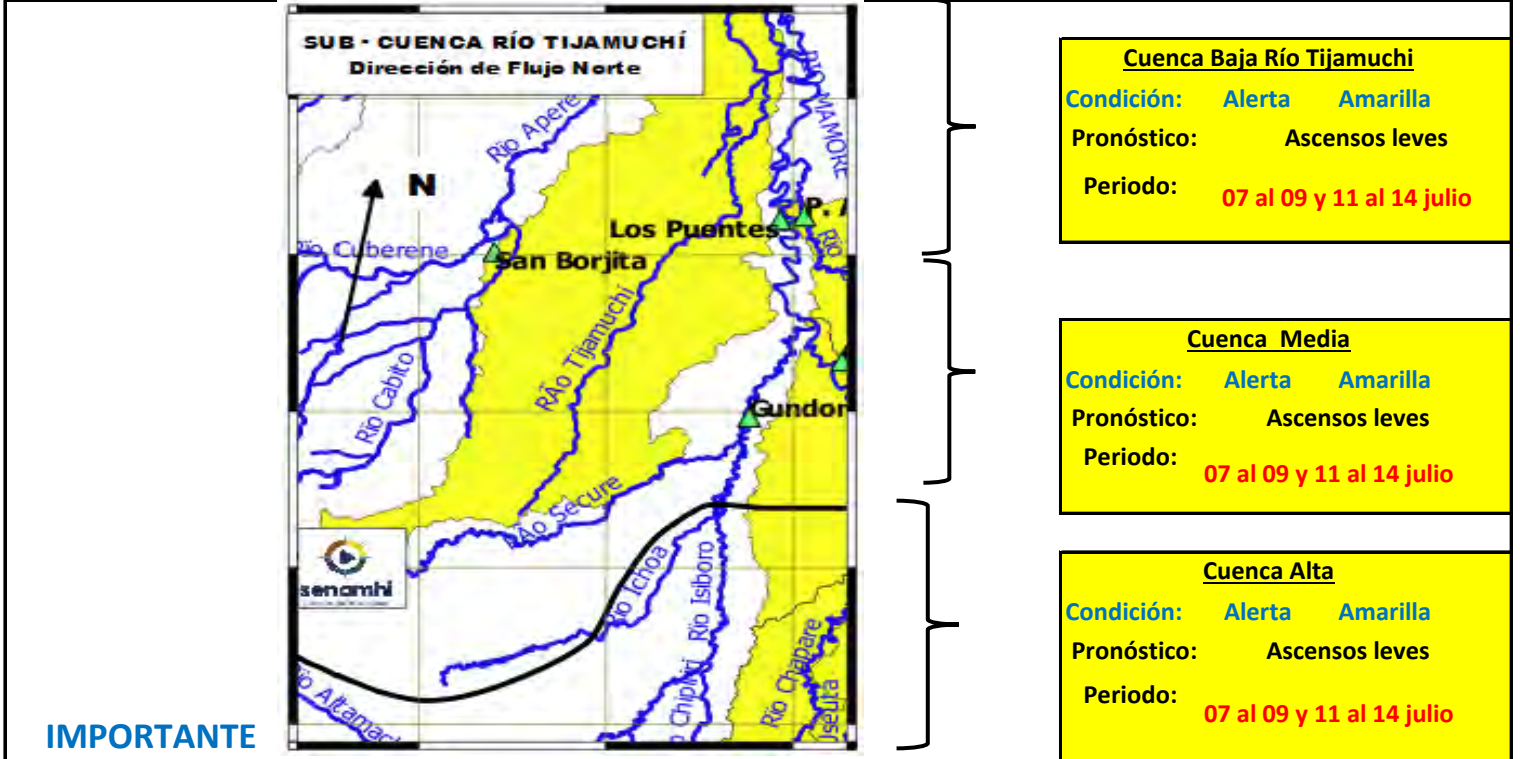 SUB - CUENCA RÍO TIJAMUCHÍ
Dirección de Flujo Norte
RIO MAMORE
Río Apere
N
P. A
Los Puentes
Río
Río Cuberene
San Borjita
RÃo Tijamuchi
Río Cabito
Gundor
RÃo Secure
senamhi
Río Ichoa
Río Isiboro
Río Chapare
Chipiriri
Río Altamac
IMPORTANTE
Cuenca Baja Río Tijamuchi
Condición: Alerta Amarilla
Pronóstico: Ascensos leves
Periodo: 07 al 09 y 11 al 14 julio
Cuenca Media
Condición: Alerta Amarilla
Pronóstico: Ascensos leves
Periodo: 07 al 09 y 11 al 14 julio
Cuenca Alta
Condición: Alerta Amarilla
Pronóstico: Ascensos leves
Periodo: 07 al 09 y 11 al 14 julio